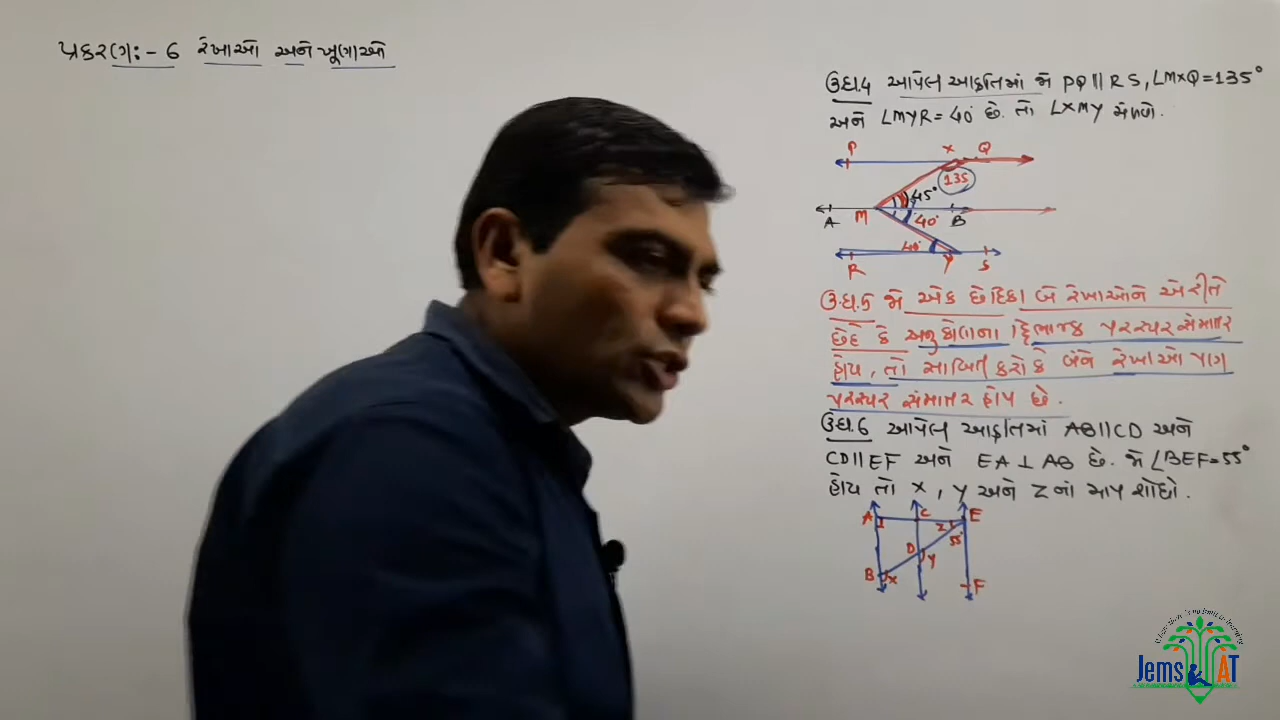 પ્રકરણ:- 6 રેખાઓ અને ખૂણાઓ
ઉદા.4 આપેલ આકૃતિમાં જો PQ||RS, ∠MXQ=135°
અને ∠MYR=40° છે. તો ∠XMY મેળવો.
P X Q
135
45°
A M 40° B
40°
R Y S
ઉદા.5 જો એક છેદિકા બે રેખાઓને એ રીતે
છેદે કે અનુકોણના દ્વિભાજક પરસ્પર સમાંતર
હોય, તો સાબિત કરો કે બંને રેખાઓ પણ
પરસ્પર સમાંતર હોય છે.
ઉદા.6 આપેલ આકૃતિમાં AB||CD અને
CD||EF અને EA⊥AB છે. જો ∠BEF=55°
હોય તો X, Y અને Z નાં માપ શોધો.
A C E
Z
55°
D Y
B X F
Jems AT